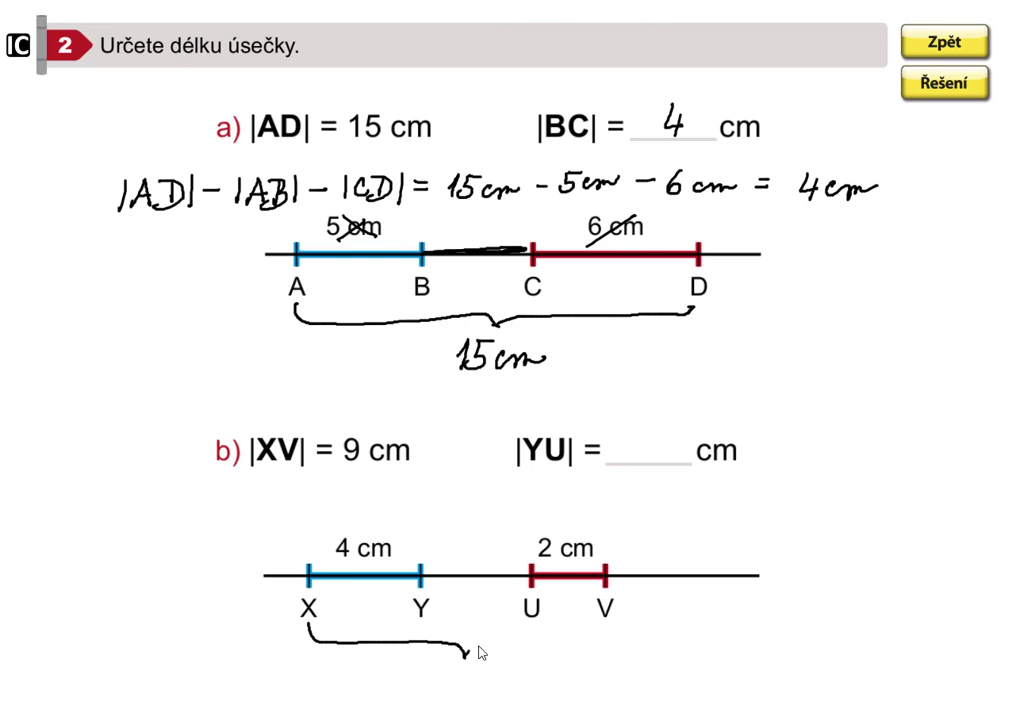 IC 2 Určete délku úsečky. Zpět
Řešení
a) |AD| = 15 cm |BC| = 4 cm
|AD| - |AB| - |CD| = 15 cm - 5 cm - 6 cm = 4 cm
5 cm 6 cm
A B C D
15 cm
b) |XV| = 9 cm |YU| = ______ cm
4 cm 2 cm
X Y U V